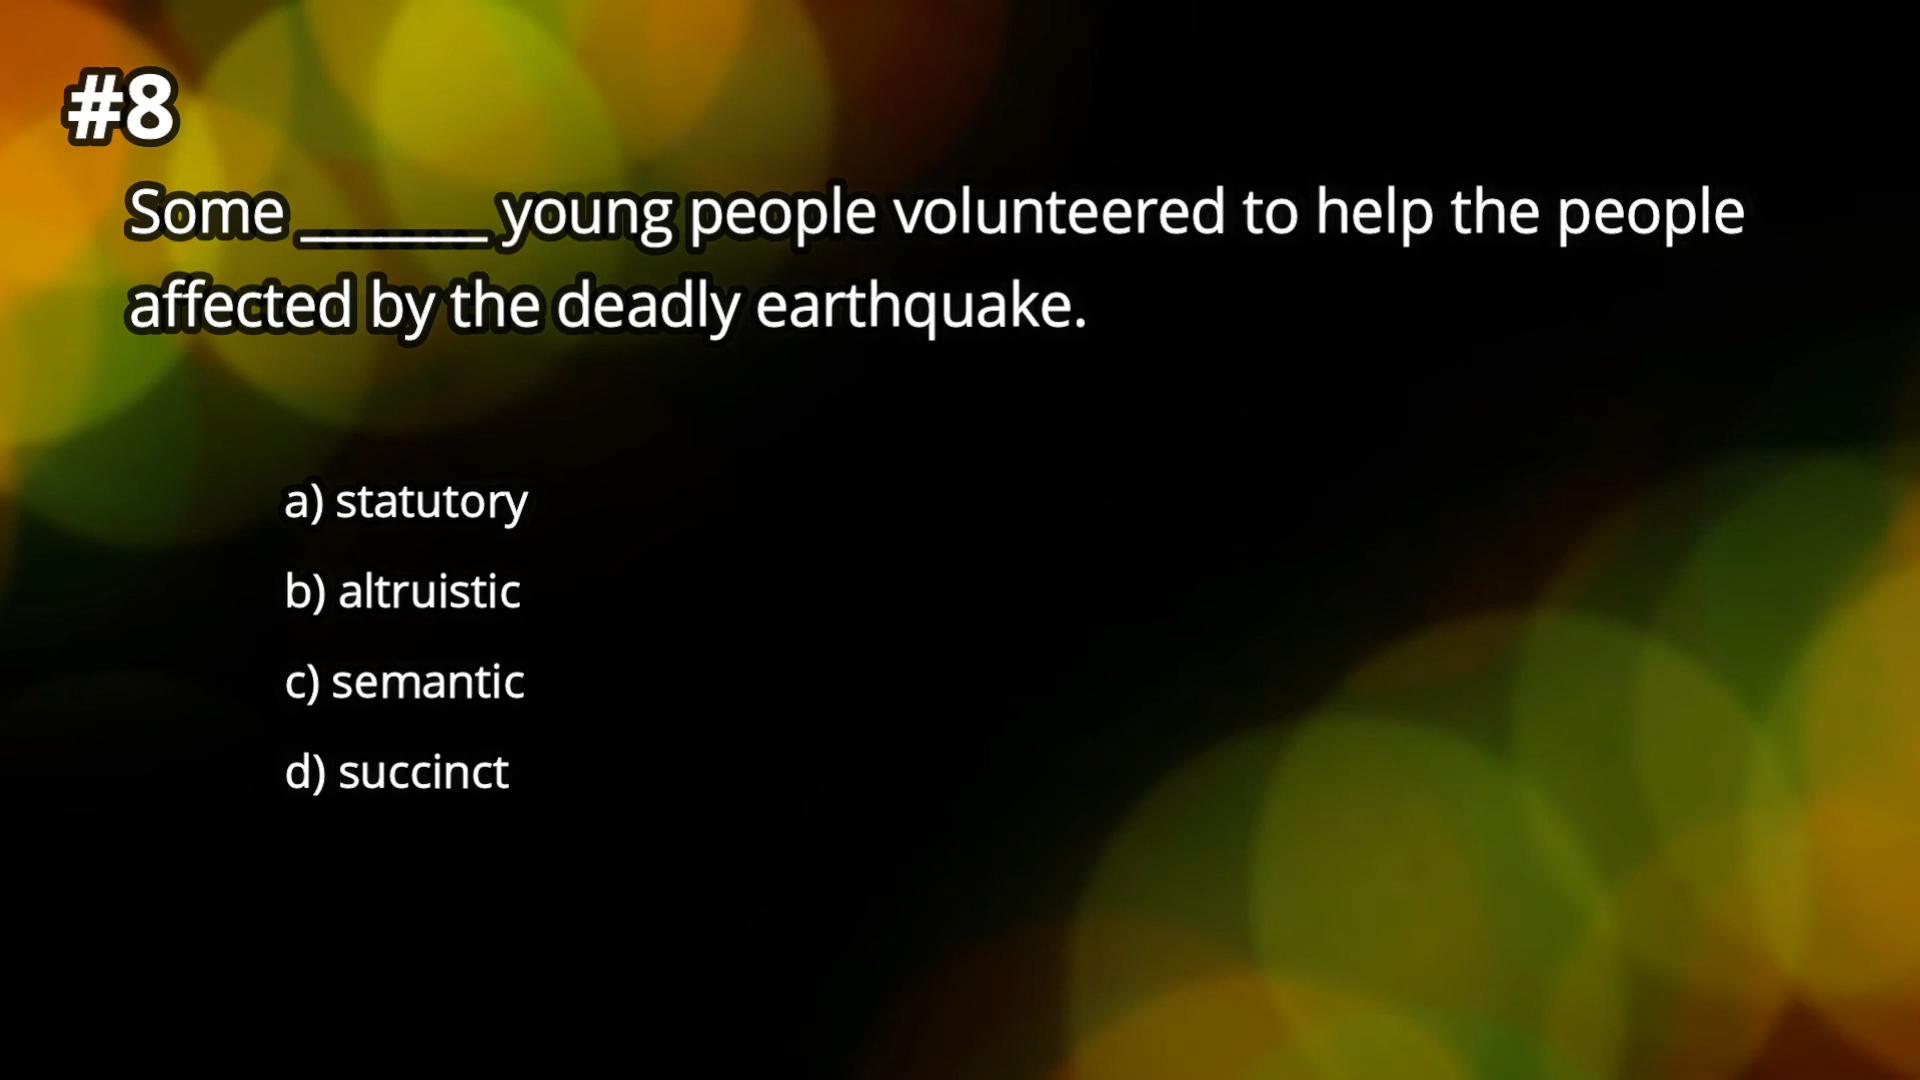 #8
Some _______ young people volunteered to help the people
affected by the deadly earthquake.
a) statutory
b) altruistic
c) semantic
d) succinct